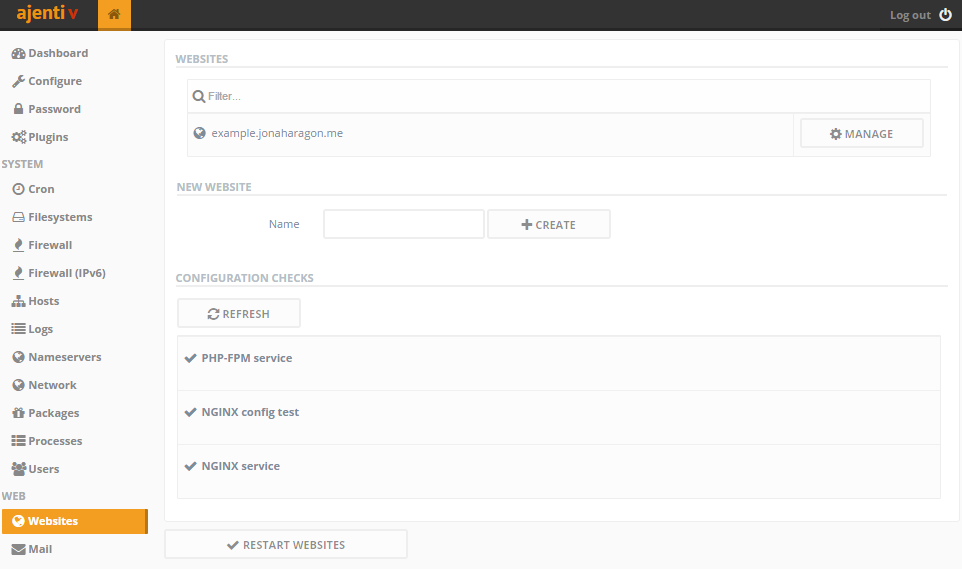 ajenti v
Log out
Dashboard
Configure
Password
Plugins
SYSTEM
Cron
Filesystems
Firewall
Firewall (IPv6)
Hosts
Logs
Nameservers
Network
Packages
Processes
Users
WEB
Websites
Mail
WEBSITES
Filter...
example.jonaharagon.me
MANAGE
NEW WEBSITE
Name
CREATE
CONFIGURATION CHECKS
REFRESH
PHP-FPM service
NGINX config test
NGINX service
RESTART WEBSITES